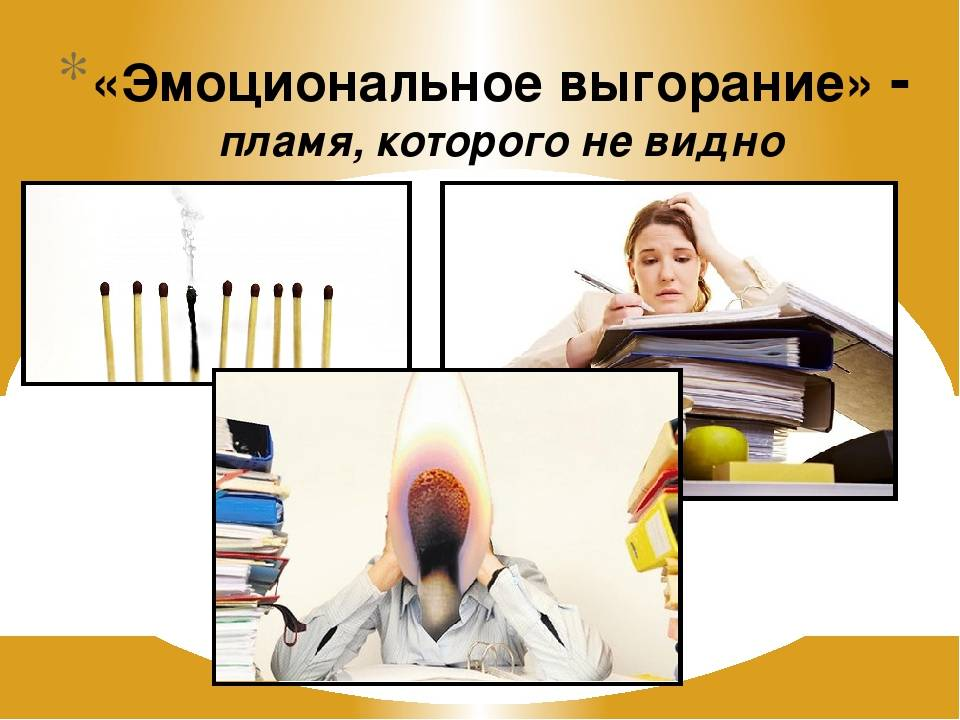 * «Эмоциональное выгорание» -
пламя, которого не видно